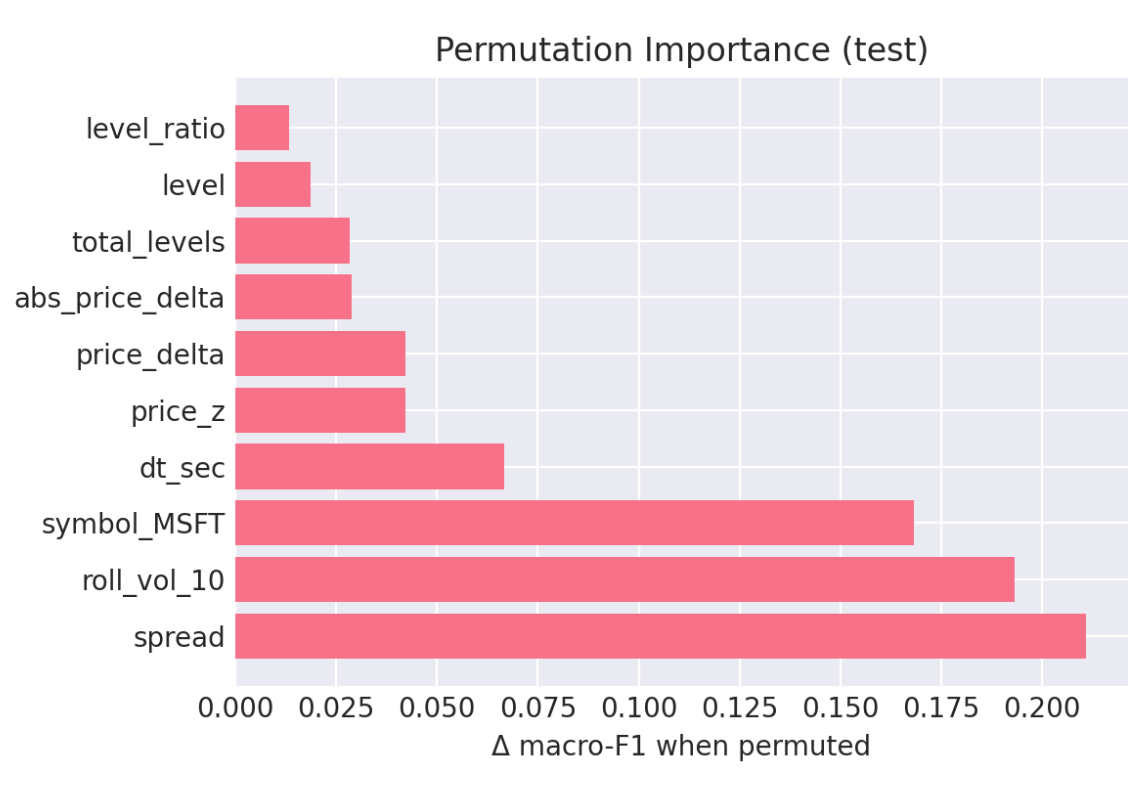 Permutation Importance (test)
level_ratio
level
total_levels
abs_price_delta
price_delta
price_z
dt_sec
symbol_MSFT
roll_vol_10
spread
0.000 0.025 0.050 0.075 0.100 0.125 0.150 0.175 0.200
Δ macro-F1 when permuted